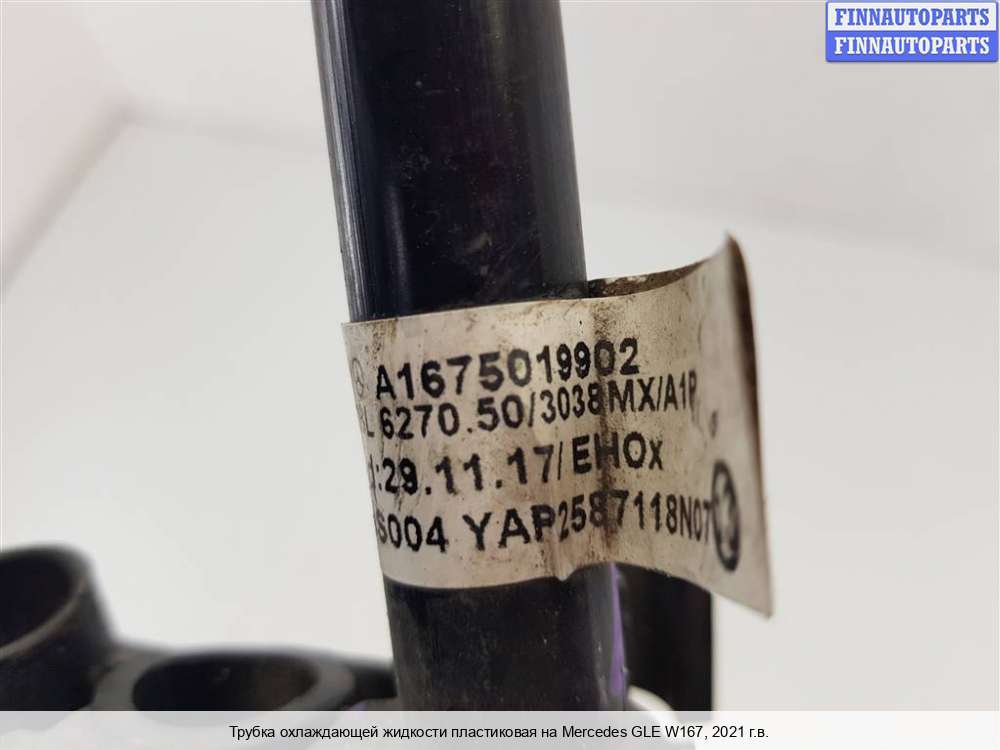 FINNAUTOPARTS
FINNAUTOPARTS
A1675019902
6270.50/3038MX/A1P
:29.11.17/EHOx
S004 YAP2587118N07
Трубка охлаждающей жидкости пластиковая на Mercedes GLE W167, 2021 г.в.